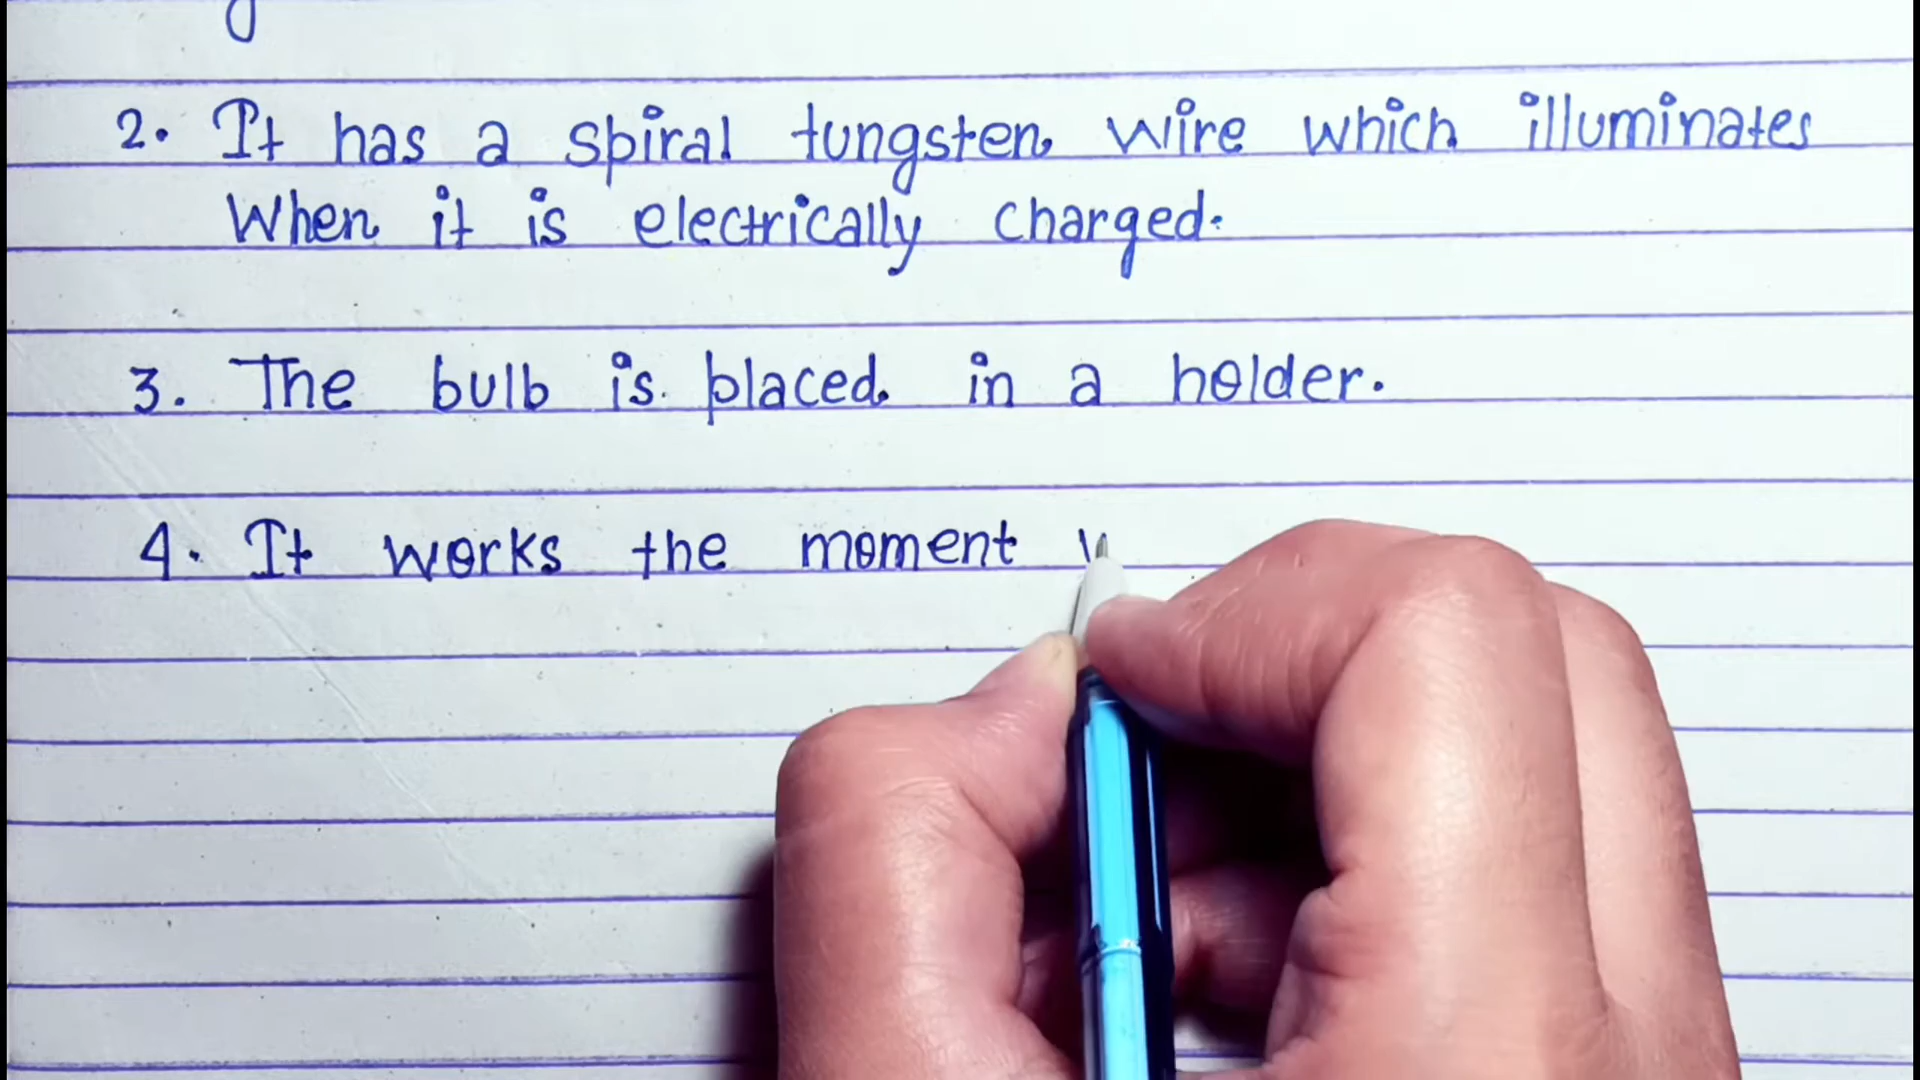 2. It has a spiral tungsten wire which illuminates
When it is electrically charged.
3. The bulb is placed in a holder.
4. It works the moment